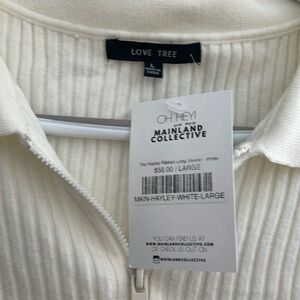 LOVE TREE
L
OH HEY!
MAINLAND
COLLECTIVE
The Hayley Ribbed Long Sleeve - White
$58.00 / LARGE
MAIN-HAYLEY-WHITE-LARGE
YOU CAN FIND US AT
WWW.MAINLANDCOLLECTIVE.COM
OR CHECK US OUT ON
@MAINLANDCOLLECTIVE